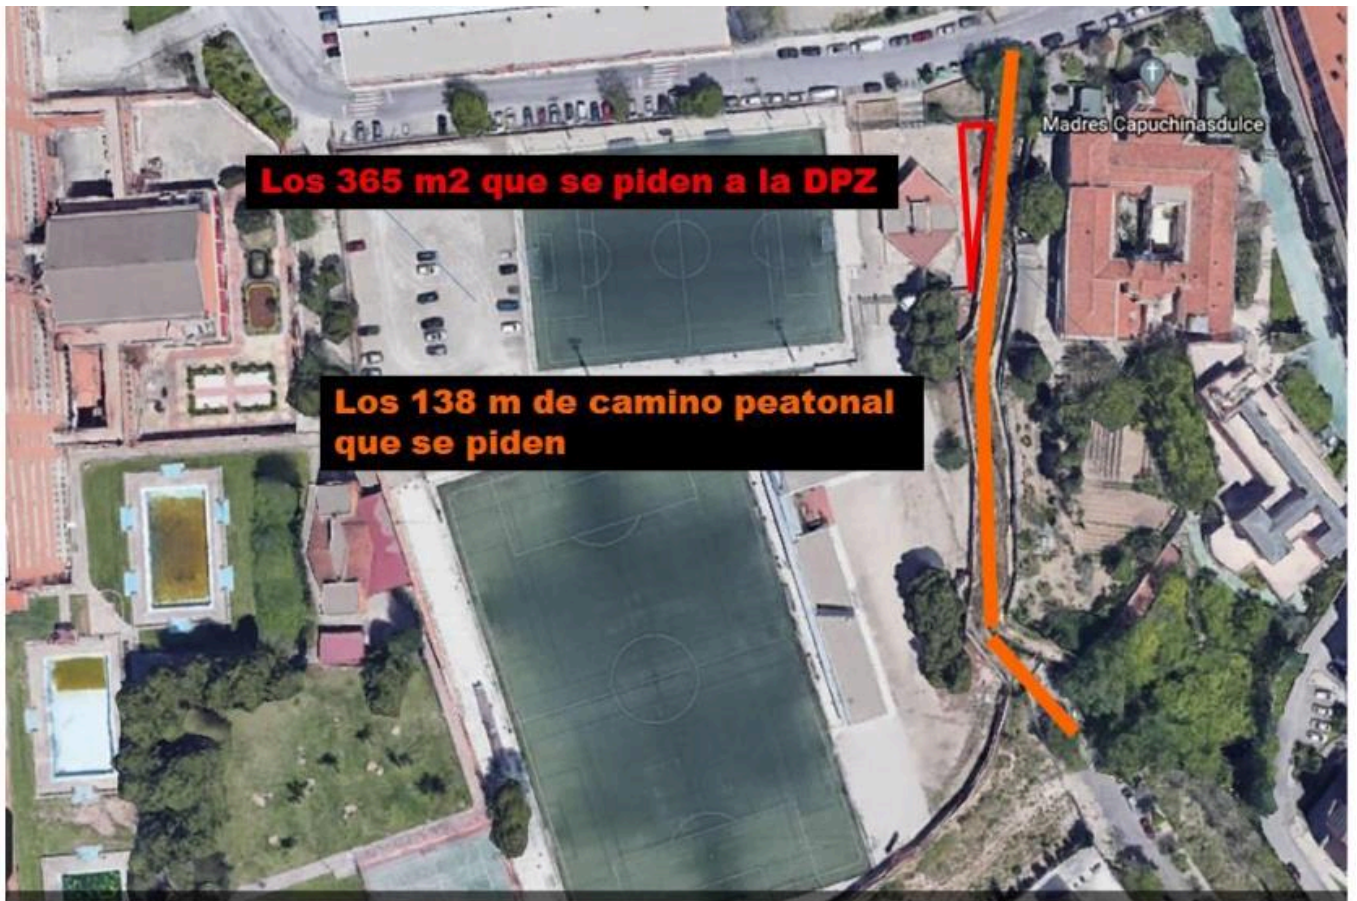 Madres Capuchinasdulce
Los 365 m2 que se piden a la DPZ
Los 138 m de camino peatonal
que se piden